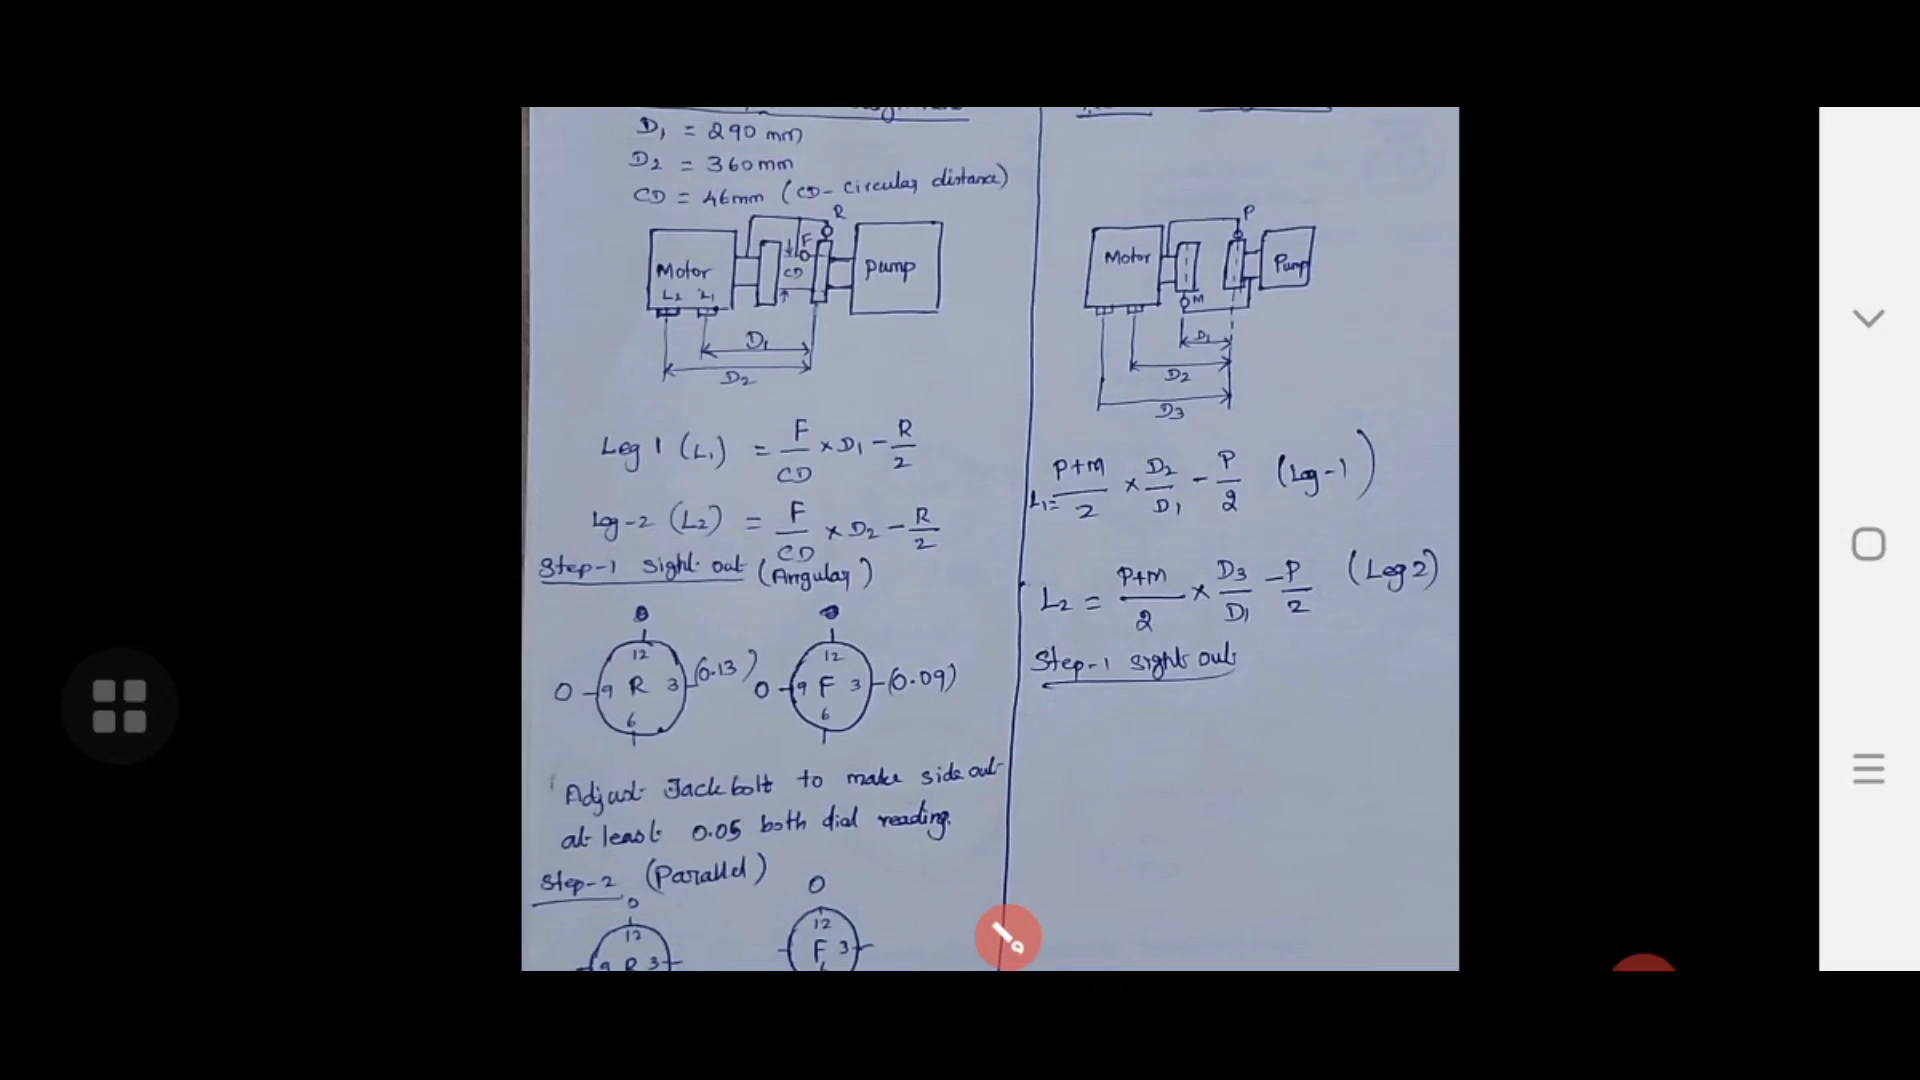 D1 = 290 mm
D2 = 360mm
CD = 46mm (CD- circular distance)
R
F
CD
Motor
L2 L1
Pump
D1
D2
Leg 1 (L1) = F/CD × D1 - R/2
Leg-2 (L2) = F/CD × D2 - R/2
Step-1 sight out (Angular)
12
0 9 R 3 (0.13)
6
12
0 9 F 3 (0.09)
6
Adjust Jack bolt to make side out
at least 0.05 both dial reading.
Step-2 (Parallel)
0
12
9 R 3
0
12
F 3
P
Motor
Pump
M
D1
D2
D3
L1= P+M/2 × D2/D1 - P/2 (Leg-1)
L2 = P+M/2 × D3/D1 - P/2 (Leg 2)
Step-1 sight out